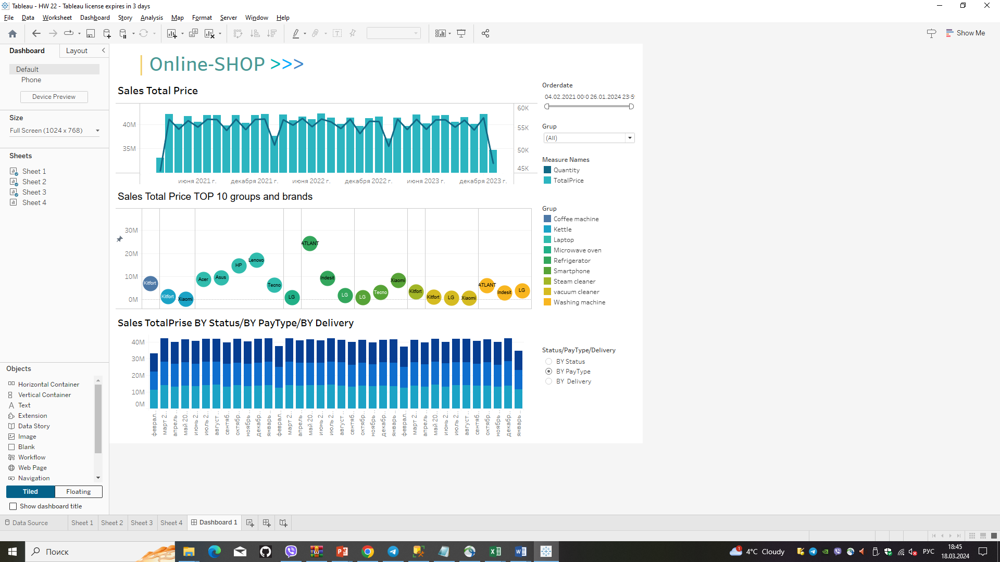 Tableau - HW 22 - Tableau license expires in 3 days
File Data Worksheet Dashboard Story Analysis Map Format Server Window Help
Show Me
Dashboard Layout
Default
Phone
Device Preview
Size
Full Screen (1024 x 768)
Sheets
Sheet 1
Sheet 2
Sheet 3
Sheet 4
Objects
Horizontal Container
Vertical Container
Text
Extension
Data Story
Image
Blank
Workflow
Web Page
Navigation
Tiled Floating
Show dashboard title
| Online-SHOP >>>
Sales Total Price
40M
35M
60K
55K
50K
45K
июня 2021 г. декабря 2021 г. июня 2022 г. декабря 2022 г. июня 2023 г. декабря 2023 г.
Sales Total Price TOP 10 groups and brands
30M
20M
10M
0M
Kitfort Kitfort Xiaomi Acer Asus HP Lenovo Tecno LG ATLANT Indesit LG LG Tecno Xiaomi Kitfort Kitfort LG Xiaomi ATLANT Indesit LG
Sales TotalPrise BY Status/BY PayType/BY Delivery
40M
30M
20M
10M
0M
феврал.. март 2.. апрель .. май 20.. июнь 2.. июль 2.. август .. сентяб.. октябр.. ноябрь .. декабр.. январь .. феврал.. март 2.. апрель .. май 20.. июнь 2.. июль 2.. август .. сентяб.. октябр.. ноябрь .. декабр.. январь .. феврал.. март 2.. апрель .. май 20.. июнь 2.. июль 2.. август .. сентяб.. октябр.. ноябрь .. декабр.. январь ..
Orderdate
04.02.2021 00:0 26.01.2024 23:59
Grup
(All)
Measure Names
Quantity
TotalPrice
Grup
Coffee machine
Kettle
Laptop
Microwave oven
Refrigerator
Smartphone
Steam cleaner
vacuum cleaner
Washing machine
Status/PayType/Delivery
BY Status
BY PayType
BY Delivery
Data Source Sheet 1 Sheet 2 Sheet 3 Sheet 4 Dashboard 1
Поиск
1
4°C Cloudy
РУС
18:45
18.03.2024